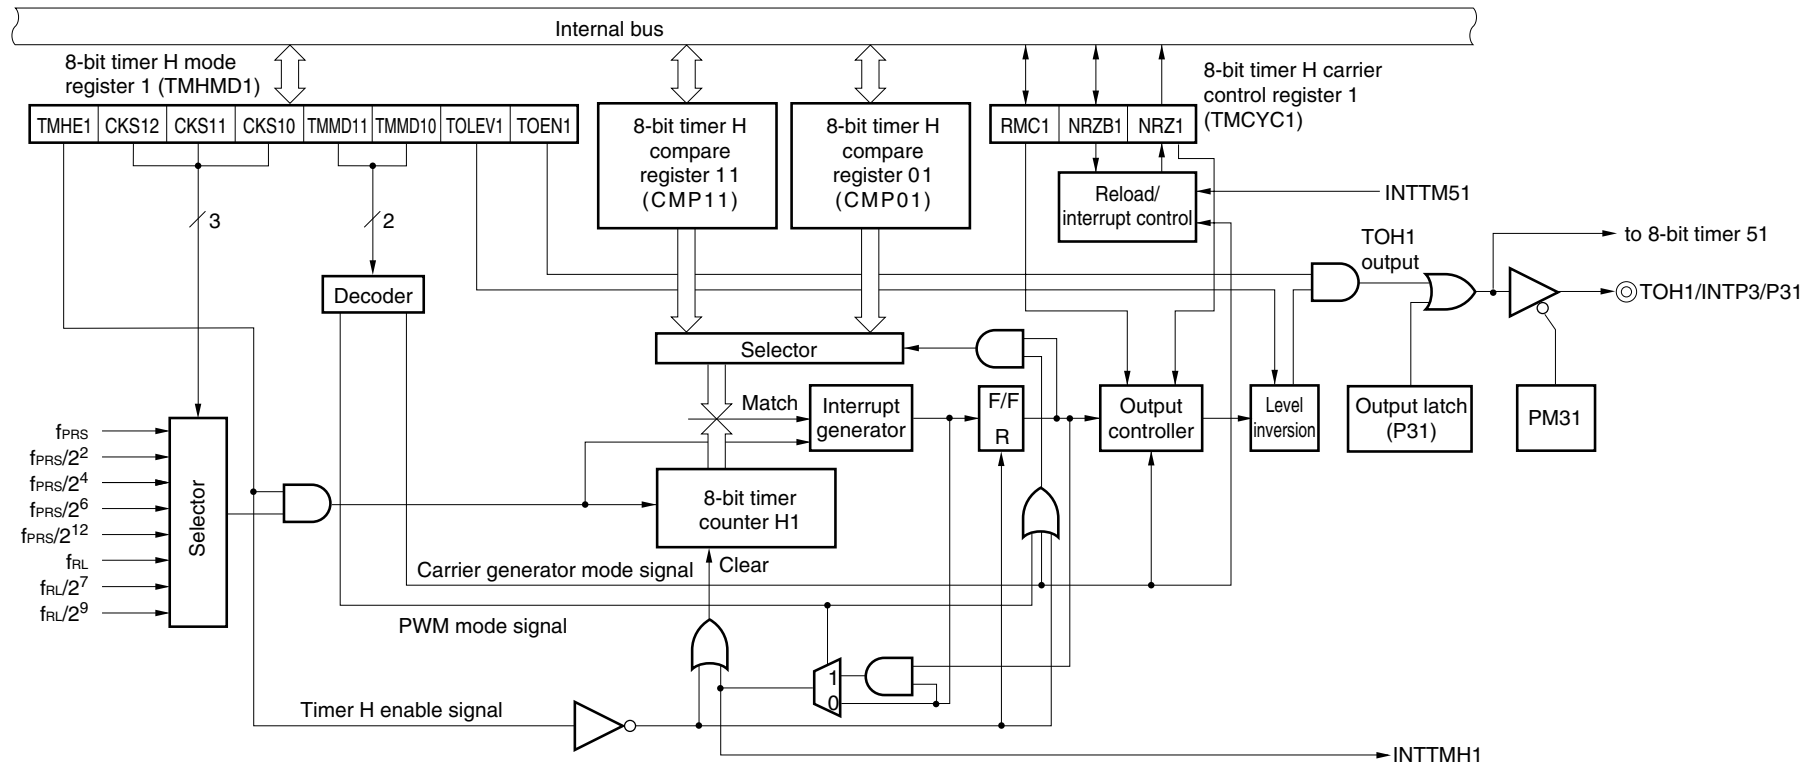 Internal bus
8-bit timer H mode
register 1 (TMHMD1)
8-bit timer H carrier
control register 1
(TMCYC1)
TMHE1 CKS12 CKS11 CKS10 TMMD11 TMMD10 TOLEV1 TOEN1
8-bit timer H
compare
register 11
(CMP11)
8-bit timer H
compare
register 01
(CMP01)
RMC1 NRZB1 NRZ1
Reload/
interrupt control
INTTM51
3
2
Decoder
TOH1
output
to 8-bit timer 51
TOH1/INTP3/P31
Selector
Match
Interrupt
generator
F/F
R
Output
controller
Level
inversion
Output latch
(P31)
PM31
fPRS
fPRS/2²
fPRS/2⁴
fPRS/2⁶
fPRS/2¹²
fRL
fRL/2⁷
fRL/2⁹
Selector
8-bit timer
counter H1
Clear
Carrier generator mode signal
PWM mode signal
1
0
Timer H enable signal
INTTMH1